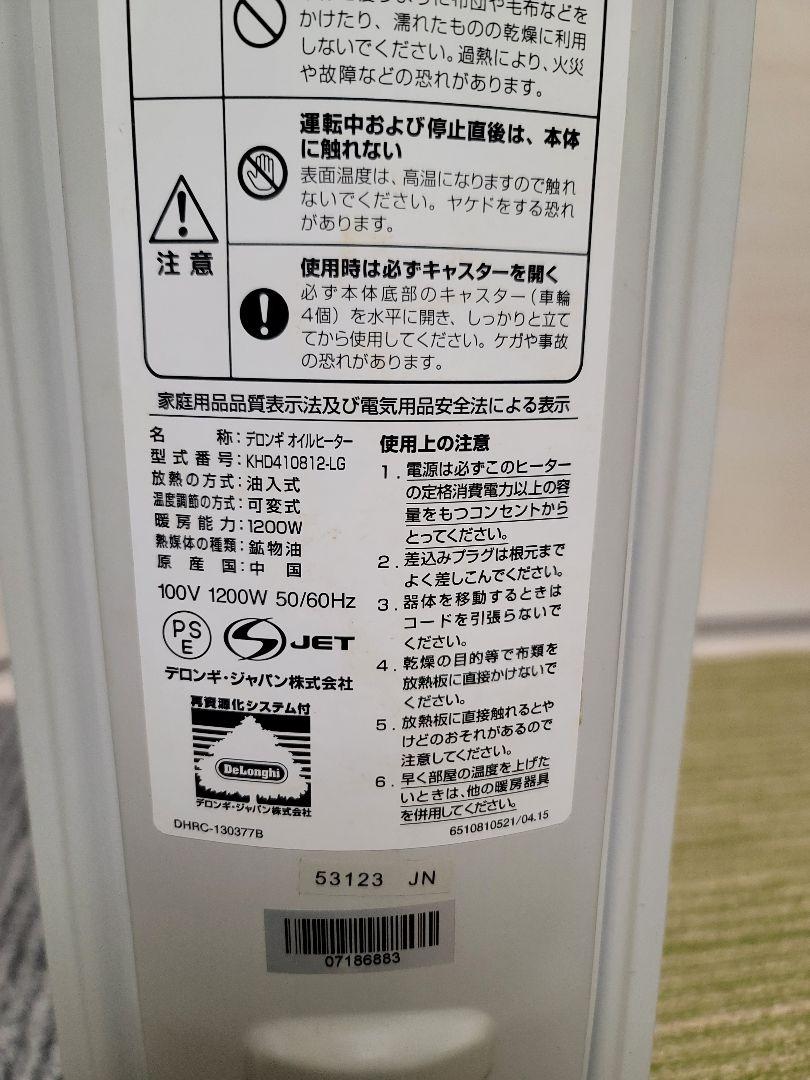 かけたり、濡れたものの乾燥に利用
しないでください。過熱により、火災
や故障などの恐れがあります。
注意
運転中および停止直後は、本体
に触れない
表面温度は、高温になりますので触れ
ないでください。ヤケドをする恐れ
があります。
使用時は必ずキャスターを開く
必ず本体底部のキャスター(車輪
4個)を水平に開き、しっかりと立て
てから使用してください。ケガや事故
の恐れがあります。
家庭用品品質表示法及び電気用品安全法による表示
名称:デロンギ オイルヒーター
型式番号:KHD410812-LG
放熱の方式:油入式
温度調節の方式:可変式
暖房能力:1200W
熱媒体の種類:鉱物油
原産国:中国
100V 1200W 50/60Hz
PS
E
S JET
デロンギ・ジャパン株式会社
再資源化システム付
DeLonghi
デロンギ・ジャパン株式会社
DHRC-130377B
使用上の注意
1.電源は必ずこのヒーター
の定格消費電力以上の容
量をもつコンセントから
とってください。
2.差込みプラグは根元まで
よく差しこんでください。
3.器体を移動するときは
コードを引張らないで
ください。
4.乾燥の目的等で布類を
放熱板に直接かけないで
ください。
5.放熱板に直接触れるとや
けどのおそれがあるので
注意してください。
6.早く部屋の温度を上げた
いときは、他の暖房器具
を併用してください。
6510810521/04.15
53123 JN
07186883